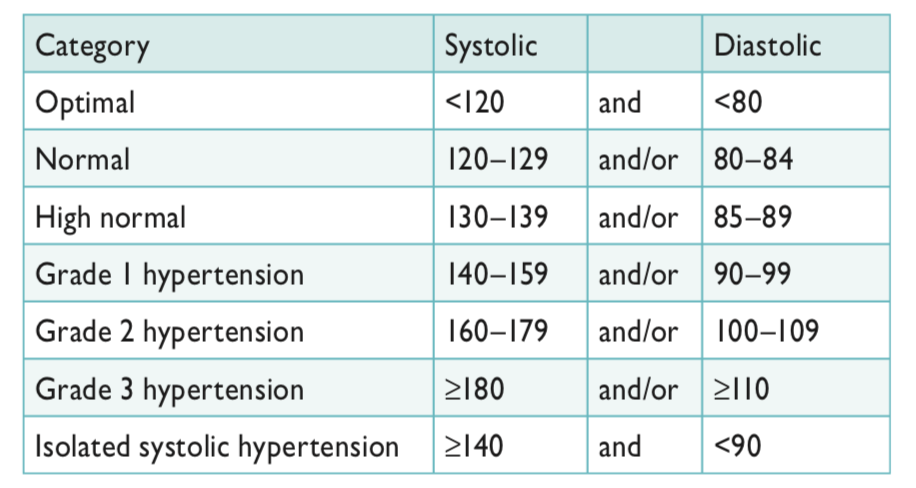 Category Systolic Diastolic
Optimal <120 and <80
Normal 120–129 and/or 80–84
High normal 130–139 and/or 85–89
Grade 1 hypertension 140–159 and/or 90–99
Grade 2 hypertension 160–179 and/or 100–109
Grade 3 hypertension ≥180 and/or ≥110
Isolated systolic hypertension ≥140 and <90